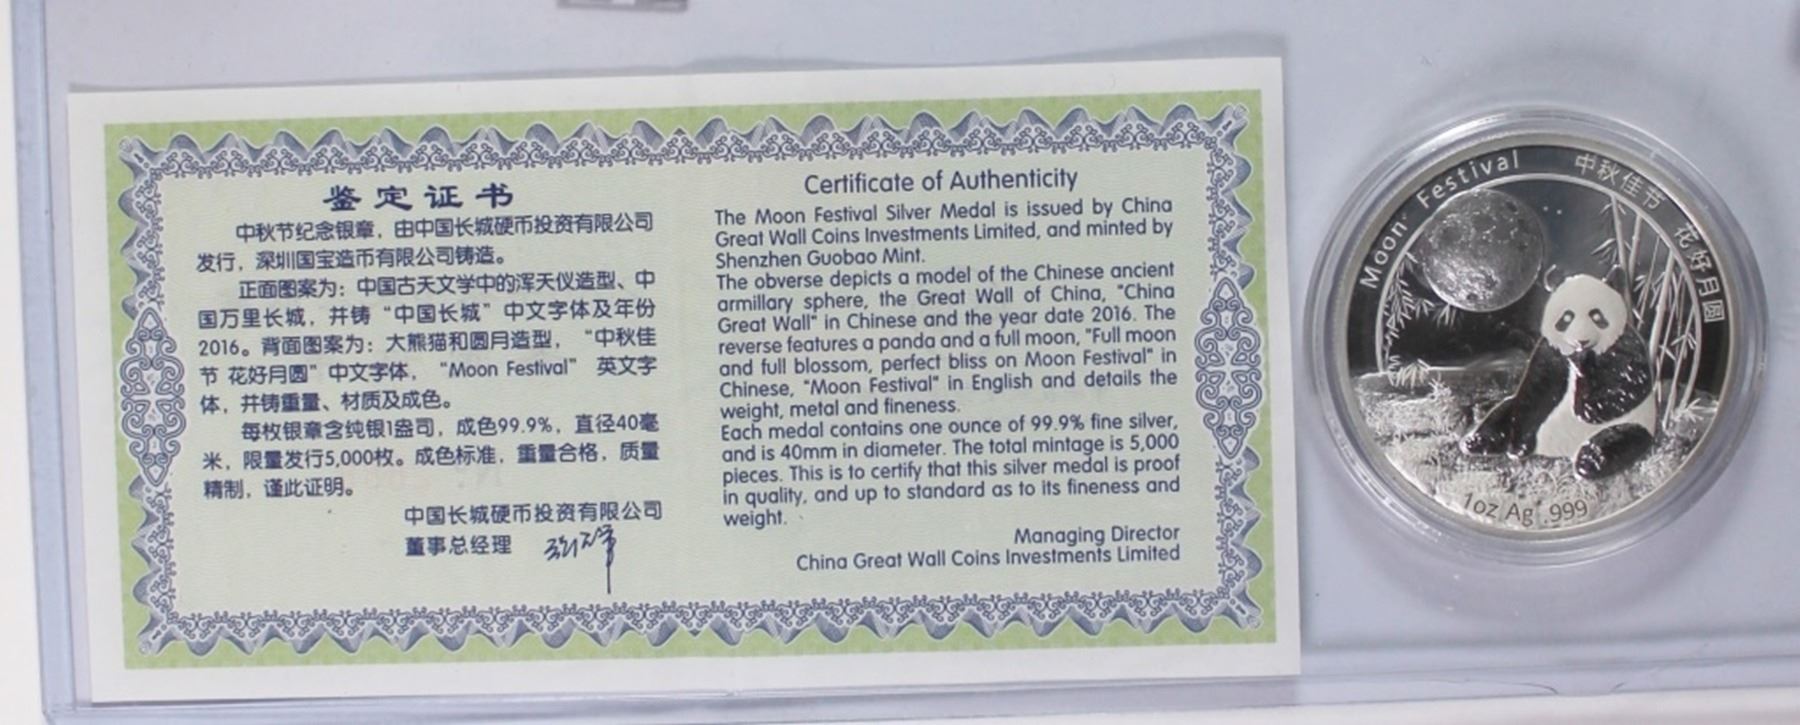 鉴定证书
中秋节纪念银章，由中国长城硬币投资有限公司
发行，深圳国宝造币有限公司铸造。
正面图案为：中国古天文学中的浑天仪造型、中
国万里长城，并铸“中国长城”中文字体及年份
2016。背面图案为：大熊猫和圆月造型，“中秋佳
节 花好月圆”中文字体，“Moon Festival” 英文字
体，并铸重量、材质及成色。
每枚银章含纯银1盎司，成色99.9%，直径40毫
米，限量发行5,000枚。成色标准，重量合格，质量
精制，谨此证明。
中国长城硬币投资有限公司
董事总经理
Certificate of Authenticity
The Moon Festival Silver Medal is issued by China
Great Wall Coins Investments Limited, and minted by
Shenzhen Guobao Mint.
The obverse depicts a model of the Chinese ancient
armillary sphere, the Great Wall of China, "China
Great Wall" in Chinese and the year date 2016. The
reverse features a panda and a full moon, "Full moon
and full blossom, perfect bliss on Moon Festival" in
Chinese, "Moon Festival" in English and details the
weight, metal and fineness.
Each medal contains one ounce of 99.9% fine silver,
and is 40mm in diameter. The total mintage is 5,000
pieces. This is to certify that this silver medal is proof
in quality, and up to standard as to its fineness and
weight.
Managing Director
China Great Wall Coins Investments Limited
Moon Festival 中秋佳节 花好月圆
1oz Ag .999